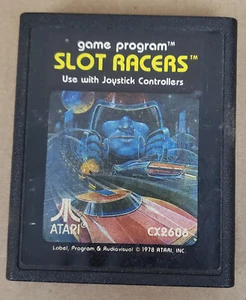 game program™
SLOT RACERS™
Use with Joystick Controllers
ATARI®
CX2606
Label, Program & Audiovisual © 1978 ATARI, INC.